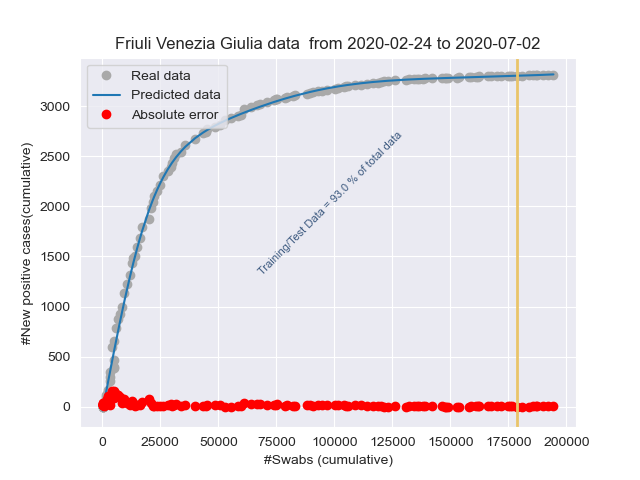 Friuli Venezia Giulia data  from 2020-02-24 to 2020-07-02
Real data
Predicted data
Absolute error
#New positive cases(cumulative)
3000
2500
2000
1500
1000
500
0
Training/Test Data = 93.0 % of total data
0
25000
50000
75000
100000
125000
150000
175000
200000
#Swabs (cumulative)